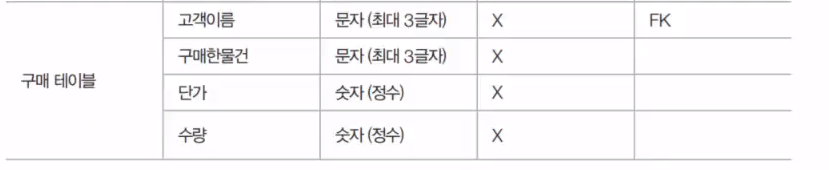 고객이름 문자 (최대 3글자) X FK
구매한물건 문자 (최대 3글자) X
구매 테이블
단가 숫자 (정수) X
수량 숫자 (정수) X